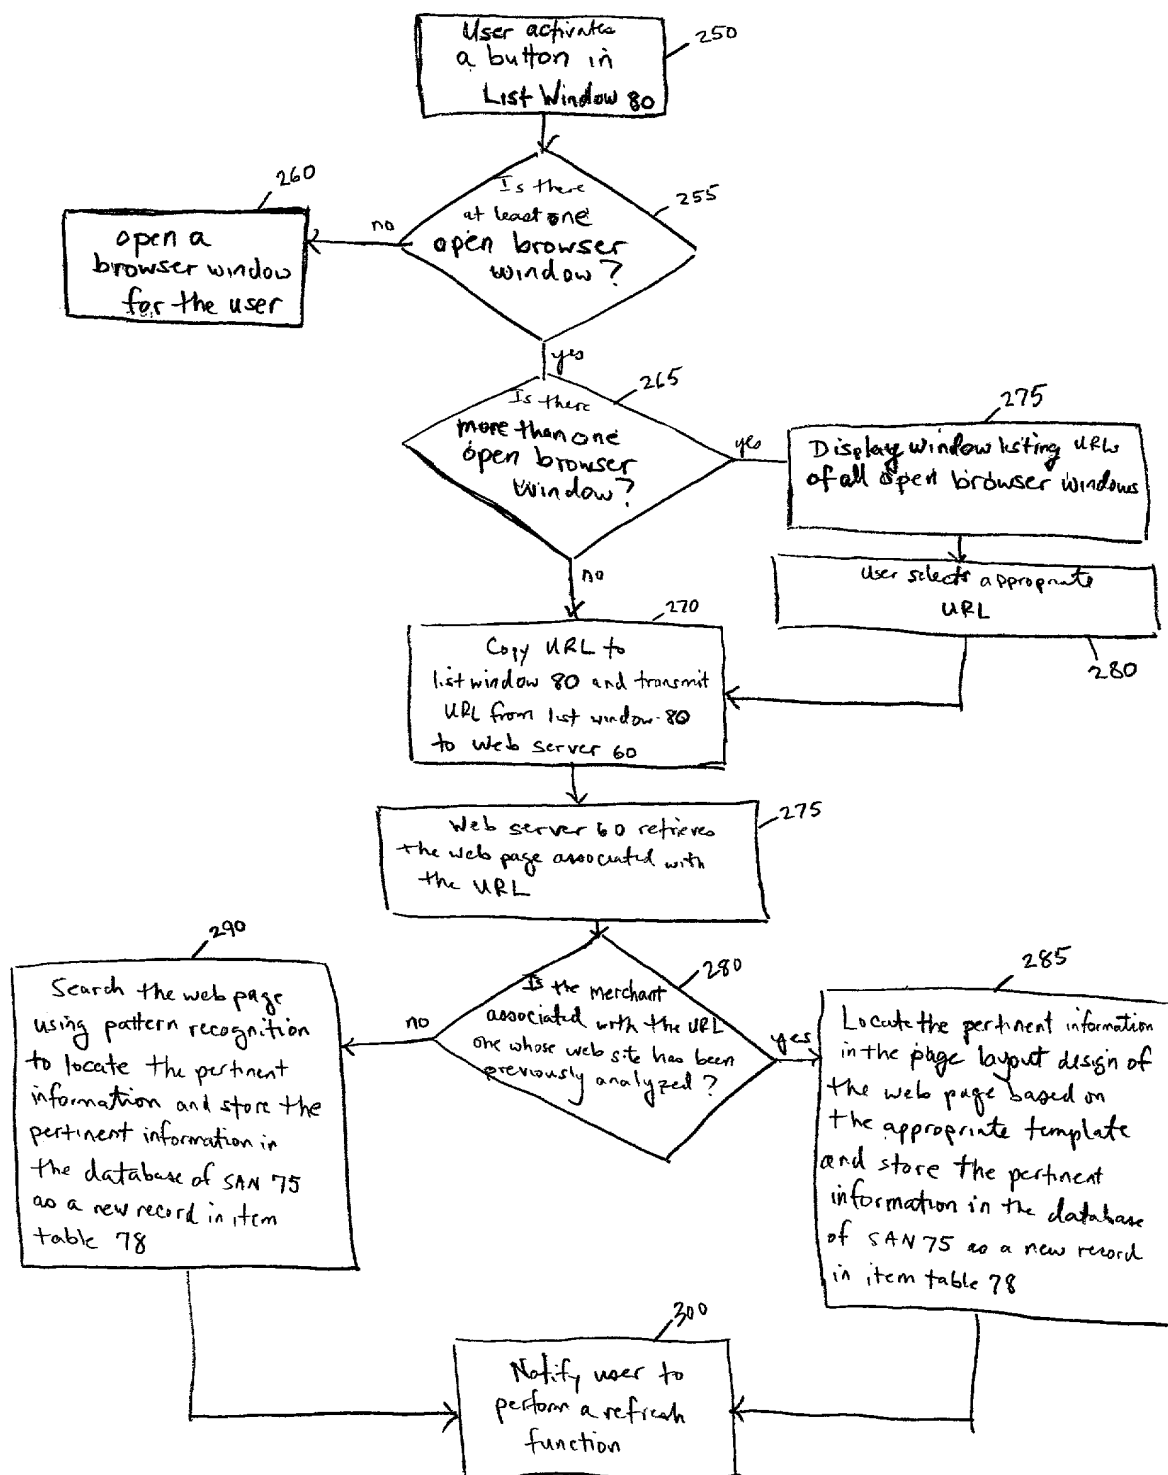 User activates
a button in
List Window 80
250
Is there
at least one
open browser
window?
255
no
260
open a
browser window
for the user
yes
Is there
more than one
open browser
window?
265
yes
275
Display window listing URLs
of all open browser windows
User selects appropriate
URL
280
no
270
Copy URL to
list window 80 and transmit
URL from list window 80
to web server 60
Web server 60 retrieves
the web page associated with
the URL
275
Is the merchant
associated with the URL
one whose web site has been
previously analyzed?
280
no
290
Search the web page
using pattern recognition
to locate the pertinent
information and store the
pertinent information in
the database of SAN 75
as a new record in item
table 78
yes
285
Locate the pertinent information
in the page layout design of
the web page based on
the appropriate template
and store the pertinent
information in the database
of SAN 75 as a new record
in item table 78
300
Notify user to
perform a refresh
function